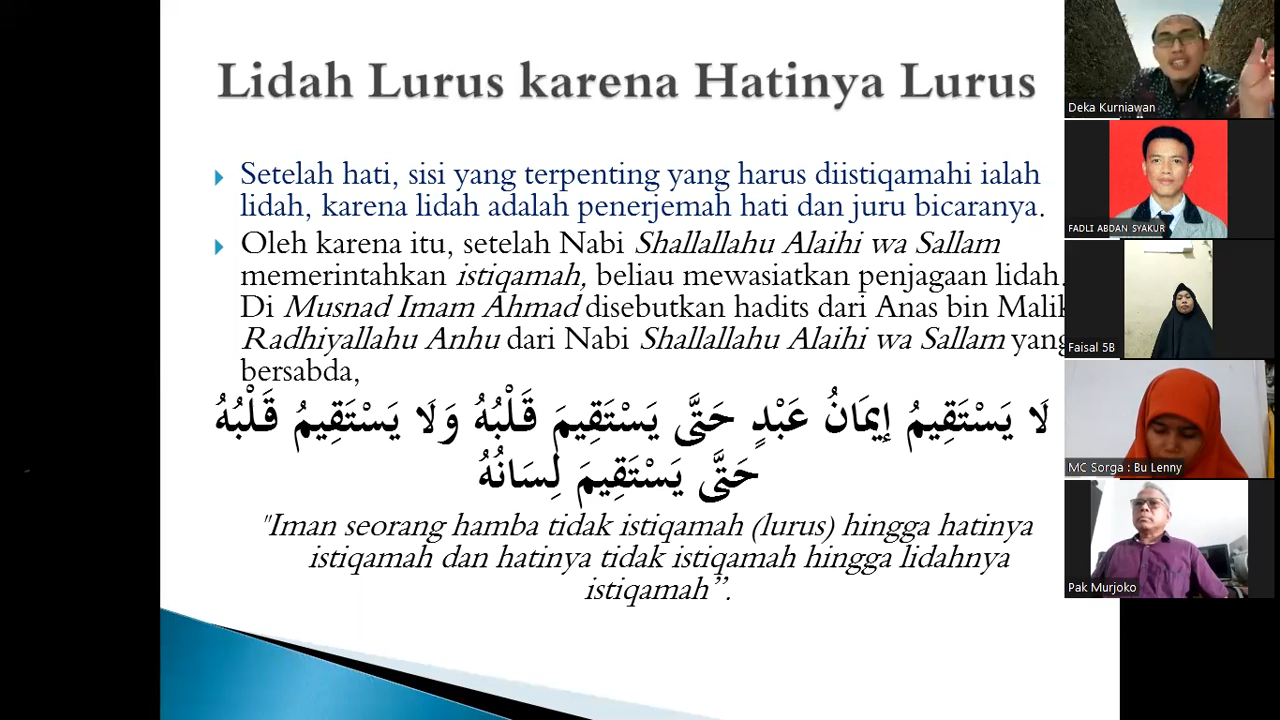 Lidah Lurus karena Hatinya Lurus
Setelah hati, sisi yang terpenting yang harus diistiqamahi ialah
lidah, karena lidah adalah penerjemah hati dan juru bicaranya.
Oleh karena itu, setelah Nabi Shallallahu Alaihi wa Sallam
memerintahkan istiqamah, beliau mewasiatkan penjagaan lidah.
Di Musnad Imam Ahmad disebutkan hadits dari Anas bin Malik
Radhiyallahu Anhu dari Nabi Shallallahu Alaihi wa Sallam yang
bersabda,
لَا يَسْتَقِيمُ إِيمَانُ عَبْدٍ حَتَّى يَسْتَقِيمَ قَلْبُهُ وَلَا يَسْتَقِيمُ قَلْبُهُ
حَتَّى يَسْتَقِيمَ لِسَانُهُ
"Iman seorang hamba tidak istiqamah (lurus) hingga hatinya
istiqamah dan hatinya tidak istiqamah hingga lidahnya
istiqamah”.
Deka Kurniawan
FADLI ABDAN SYAKUR
Faisal 5B
MC Sorga : Bu Lenny
Pak Murjoko